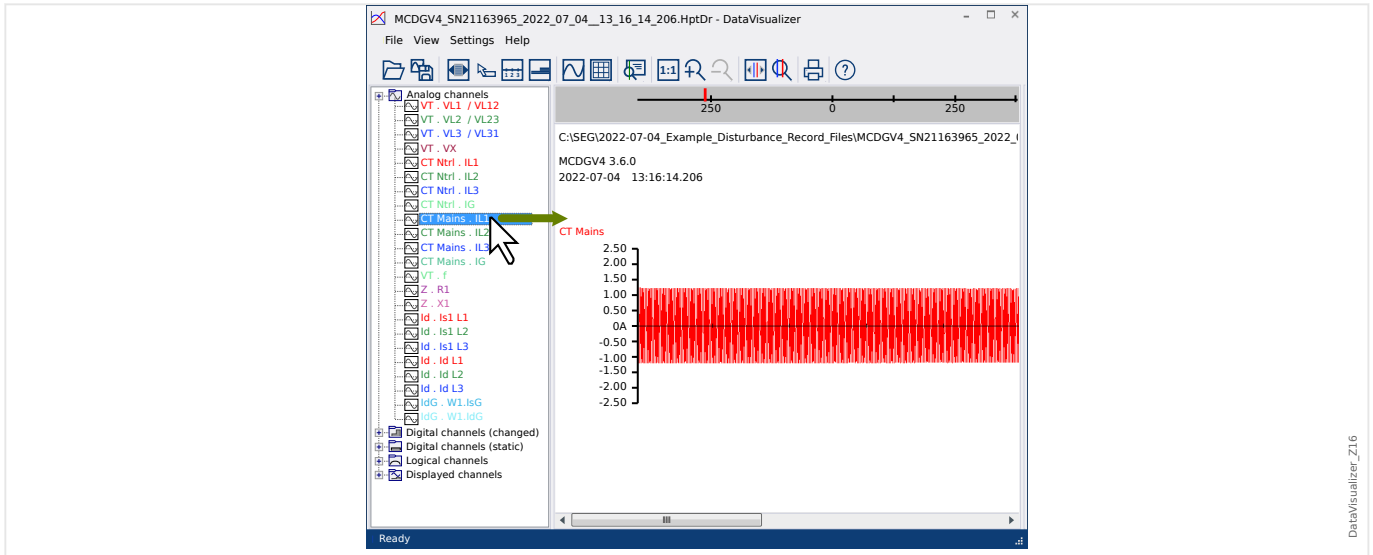 MCDGV4_SN21163965_2022_07_04__13_16_14_206.HptDr - DataVisualizer
File View Settings Help
1 2 3
1:1
Analog channels
VT . VL1 / VL12
VT . VL2 / VL23
VT . VL3 / VL31
VT . VX
CT Ntrl . IL1
CT Ntrl . IL2
CT Ntrl . IL3
CT Ntrl . IG
CT Mains . IL1
CT Mains . IL2
CT Mains . IL3
CT Mains . IG
VT . f
Z . R1
Z . X1
Id . Is1 L1
Id . Is1 L2
Id . Is1 L3
Id . Id L1
Id . Id L2
Id . Id L3
IdG . W1.IsG
IdG . W1.IdG
Digital channels (changed)
Digital channels (static)
Logical channels
Displayed channels
250 0 250
C:\SEG\2022-07-04_Example_Disturbance_Record_Files\MCDGV4_SN21163965_2022_(
MCDGV4 3.6.0
2022-07-04 13:16:14.206
CT Mains
2.50
2.00
1.50
1.00
0.50
0A
-0.50
-1.00
-1.50
-2.00
-2.50
Ready
DataVisualizer_Z16